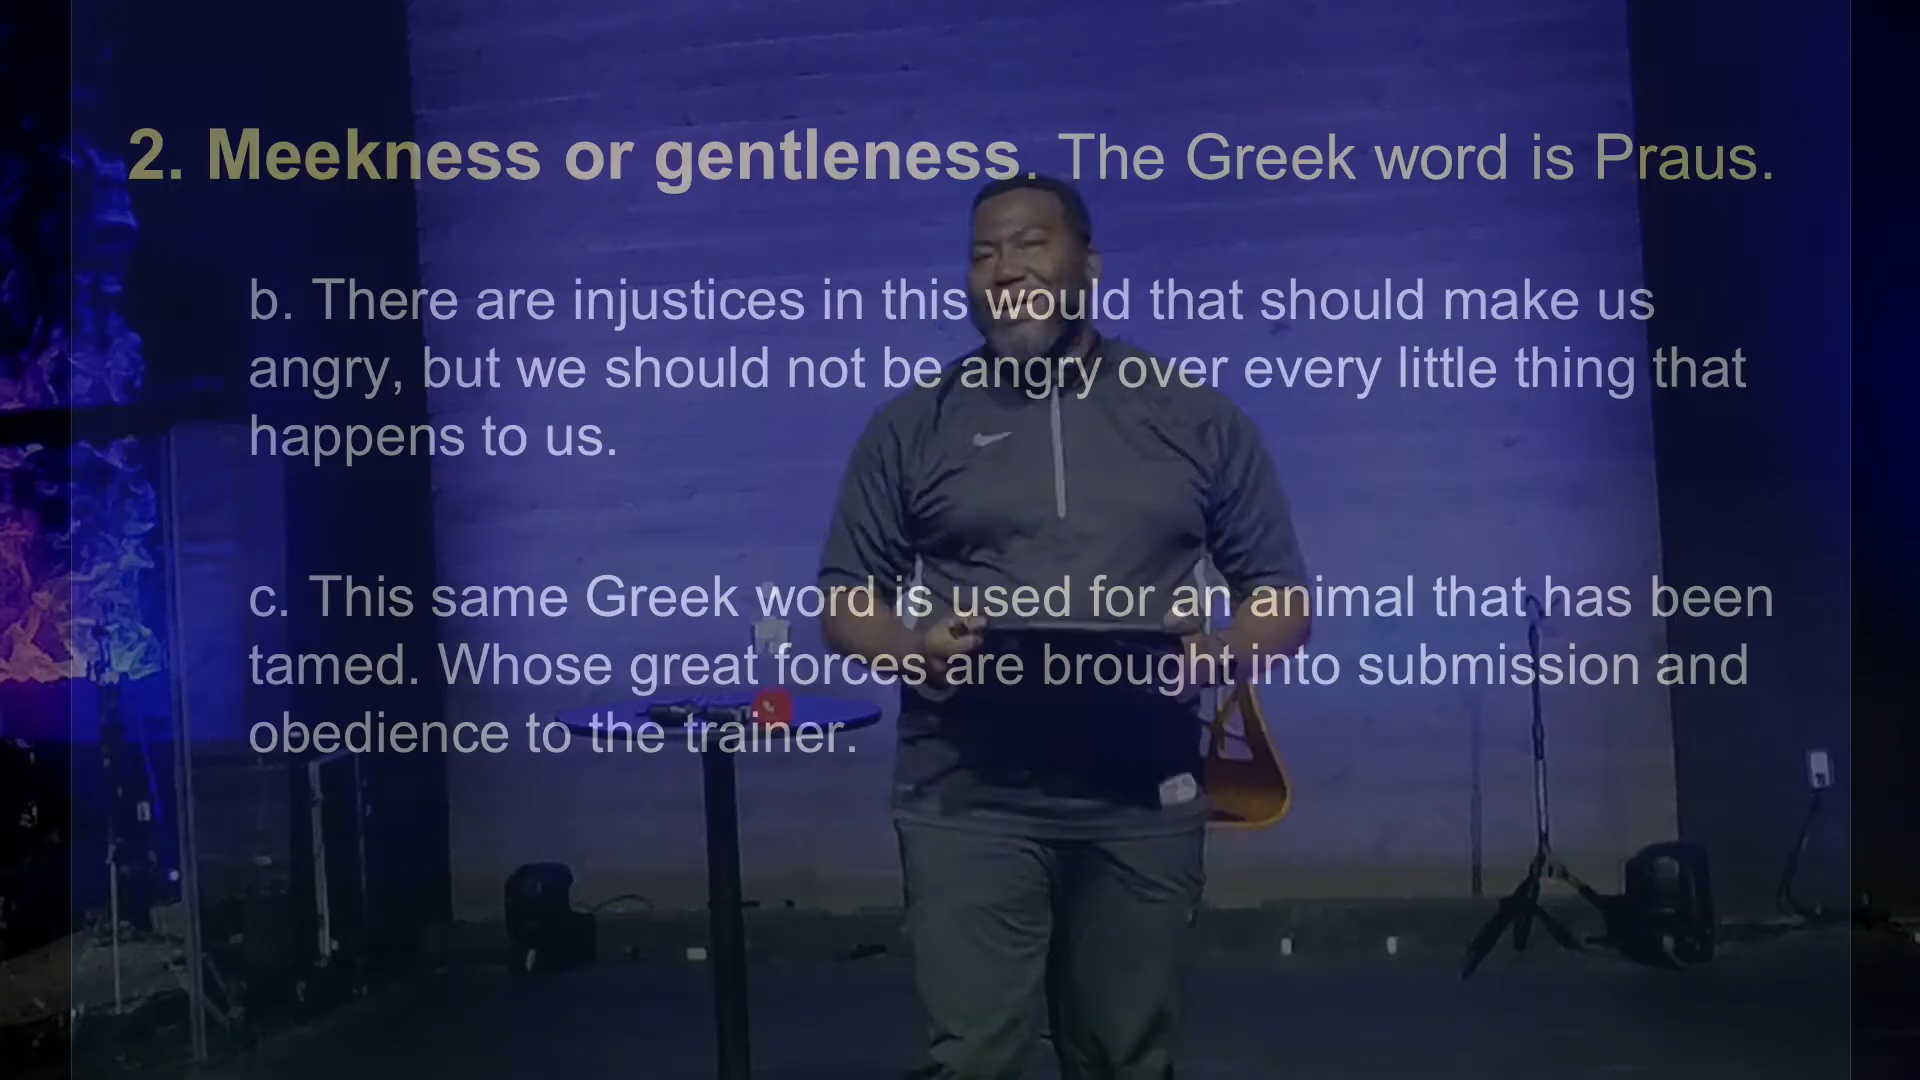 2. Meekness or gentleness. The Greek word is Praus.
b. There are injustices in this would that should make us
angry, but we should not be angry over every little thing that
happens to us.
c. This same Greek word is used for an animal that has been
tamed. Whose great forces are brought into submission and
obedience to the trainer.